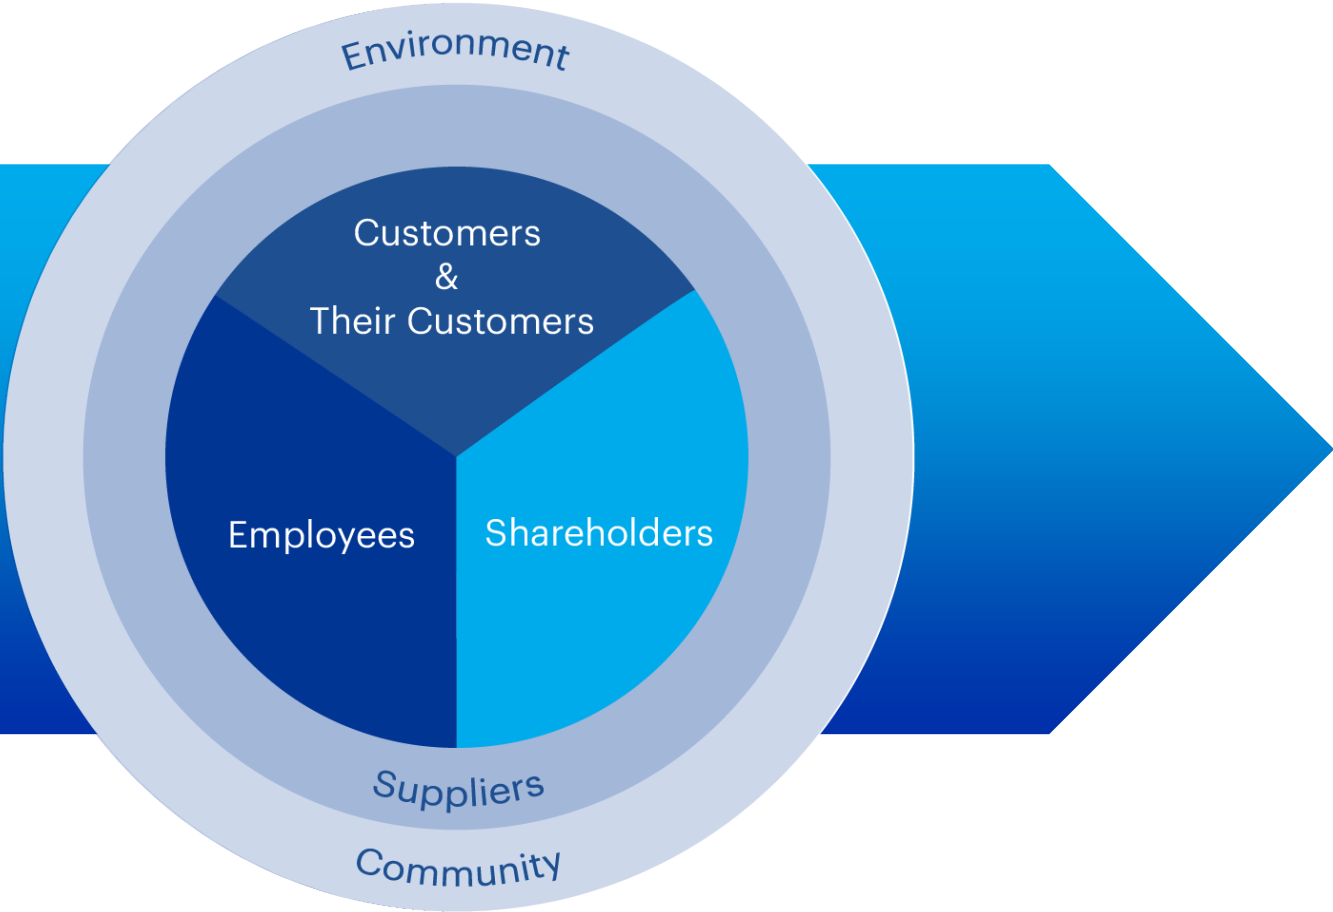 Environment
Customers
&
Their Customers
Employees
Shareholders
Suppliers
Community